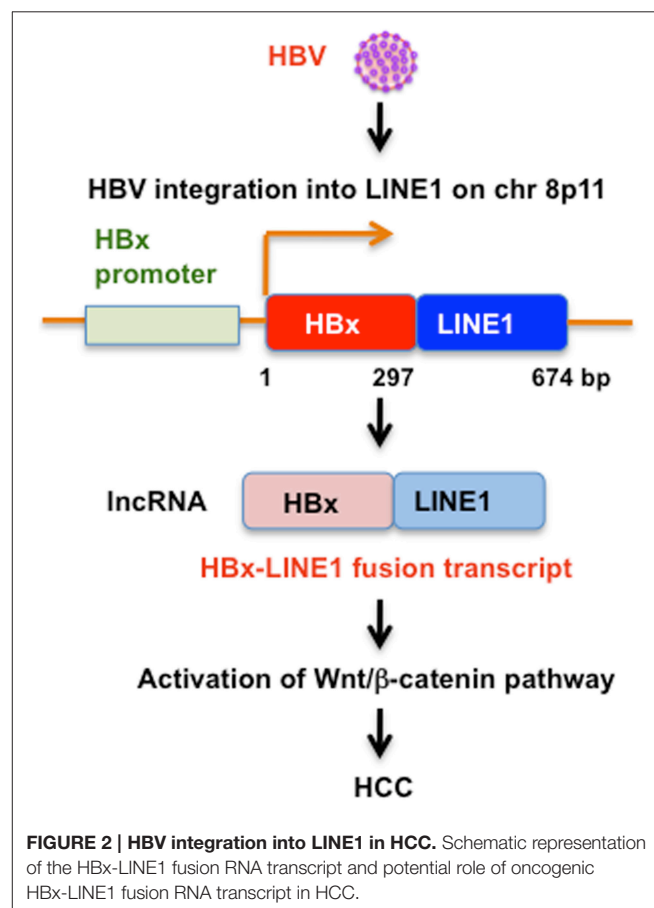 HBV
HBV integration into LINE1 on chr 8p11
HBx
promoter
HBx LINE1
1 297 674 bp
lncRNA HBx LINE1
HBx-LINE1 fusion transcript
Activation of Wnt/β-catenin pathway
HCC
FIGURE 2 | HBV integration into LINE1 in HCC. Schematic representation
of the HBx-LINE1 fusion RNA transcript and potential role of oncogenic
HBx-LINE1 fusion RNA transcript in HCC.